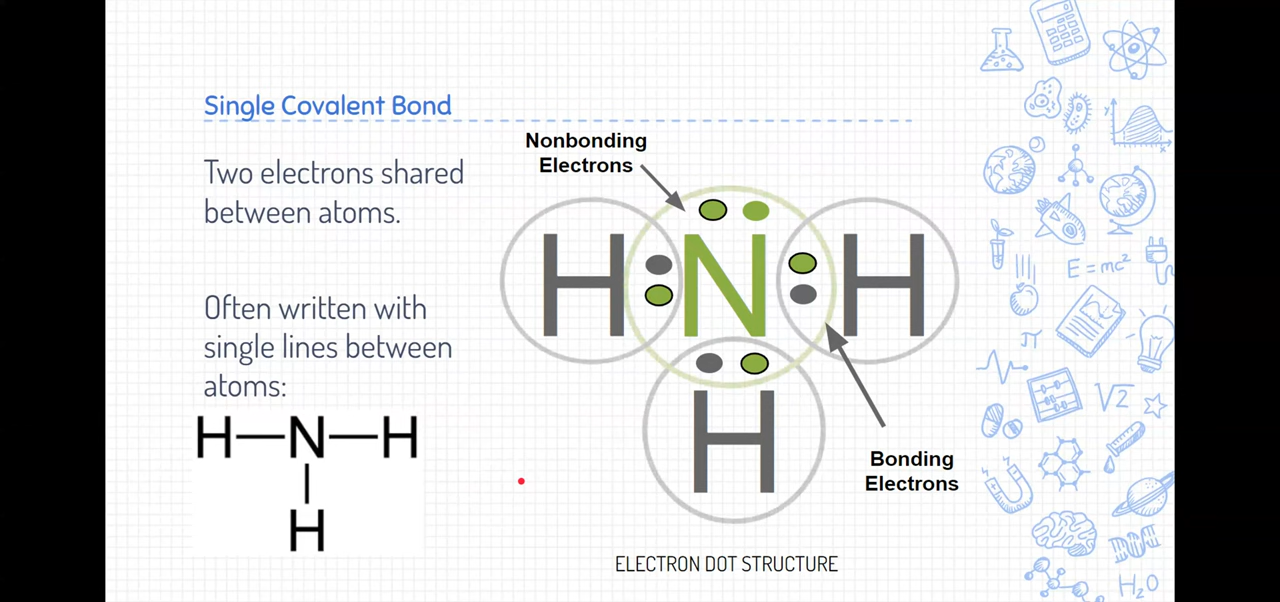 Single Covalent Bond
Two electrons shared
between atoms.
Often written with
single lines between
atoms:
H—N—H
H
Nonbonding
Electrons
H N H
H
Bonding
Electrons
ELECTRON DOT STRUCTURE
y
x
E = mc²
π
√2
H₂O